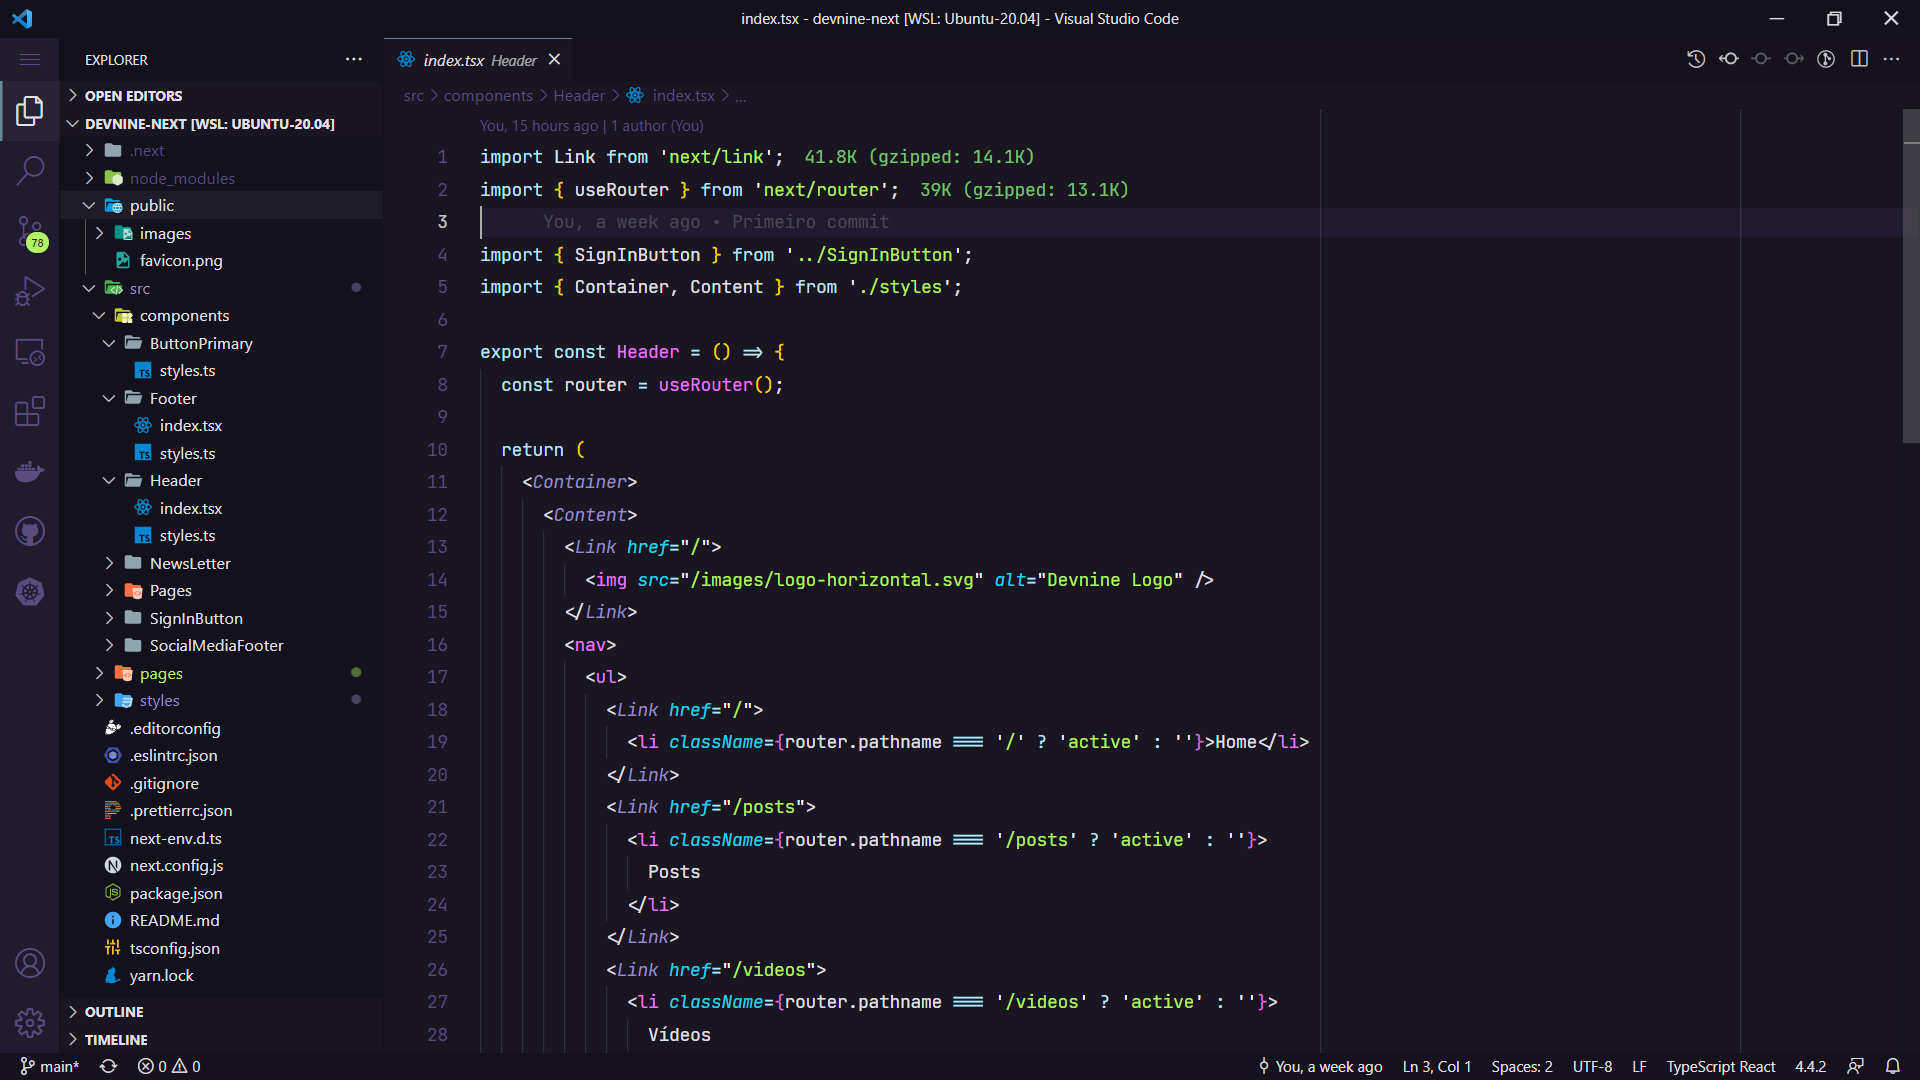 index.tsx - devnine-next [WSL: Ubuntu-20.04] - Visual Studio Code
EXPLORER
OPEN EDITORS
DEVNINE-NEXT [WSL: UBUNTU-20.04]
.next
node_modules
public
images
favicon.png
src
components
ButtonPrimary
TS styles.ts
Footer
index.tsx
TS styles.ts
Header
index.tsx
TS styles.ts
NewsLetter
Pages
SignInButton
SocialMediaFooter
pages
styles
.editorconfig
.eslintrc.json
.gitignore
.prettierrc.json
TS next-env.d.ts
N next.config.js
JS package.json
i README.md
tsconfig.json
yarn.lock
OUTLINE
TIMELINE
78
index.tsx Header
src > components > Header > index.tsx > ...
You, 15 hours ago | 1 author (You)
1 import Link from 'next/link'; 41.8K (gzipped: 14.1K)
2 import { useRouter } from 'next/router'; 39K (gzipped: 13.1K)
3 You, a week ago • Primeiro commit
4 import { SignInButton } from '../SignInButton';
5 import { Container, Content } from './styles';
6
7 export const Header = () => {
8 const router = useRouter();
9
10 return (
11 <Container>
12 <Content>
13 <Link href="/">
14 <img src="/images/logo-horizontal.svg" alt="Devnine Logo" />
15 </Link>
16 <nav>
17 <ul>
18 <Link href="/">
19 <li className={router.pathname === '/' ? 'active' : ''}>Home</li>
20 </Link>
21 <Link href="/posts">
22 <li className={router.pathname === '/posts' ? 'active' : ''}>
23 Posts
24 </li>
25 </Link>
26 <Link href="/videos">
27 <li className={router.pathname === '/videos' ? 'active' : ''}>
28 Vídeos
main* 0 0 You, a week ago Ln 3, Col 1 Spaces: 2 UTF-8 LF TypeScript React 4.4.2